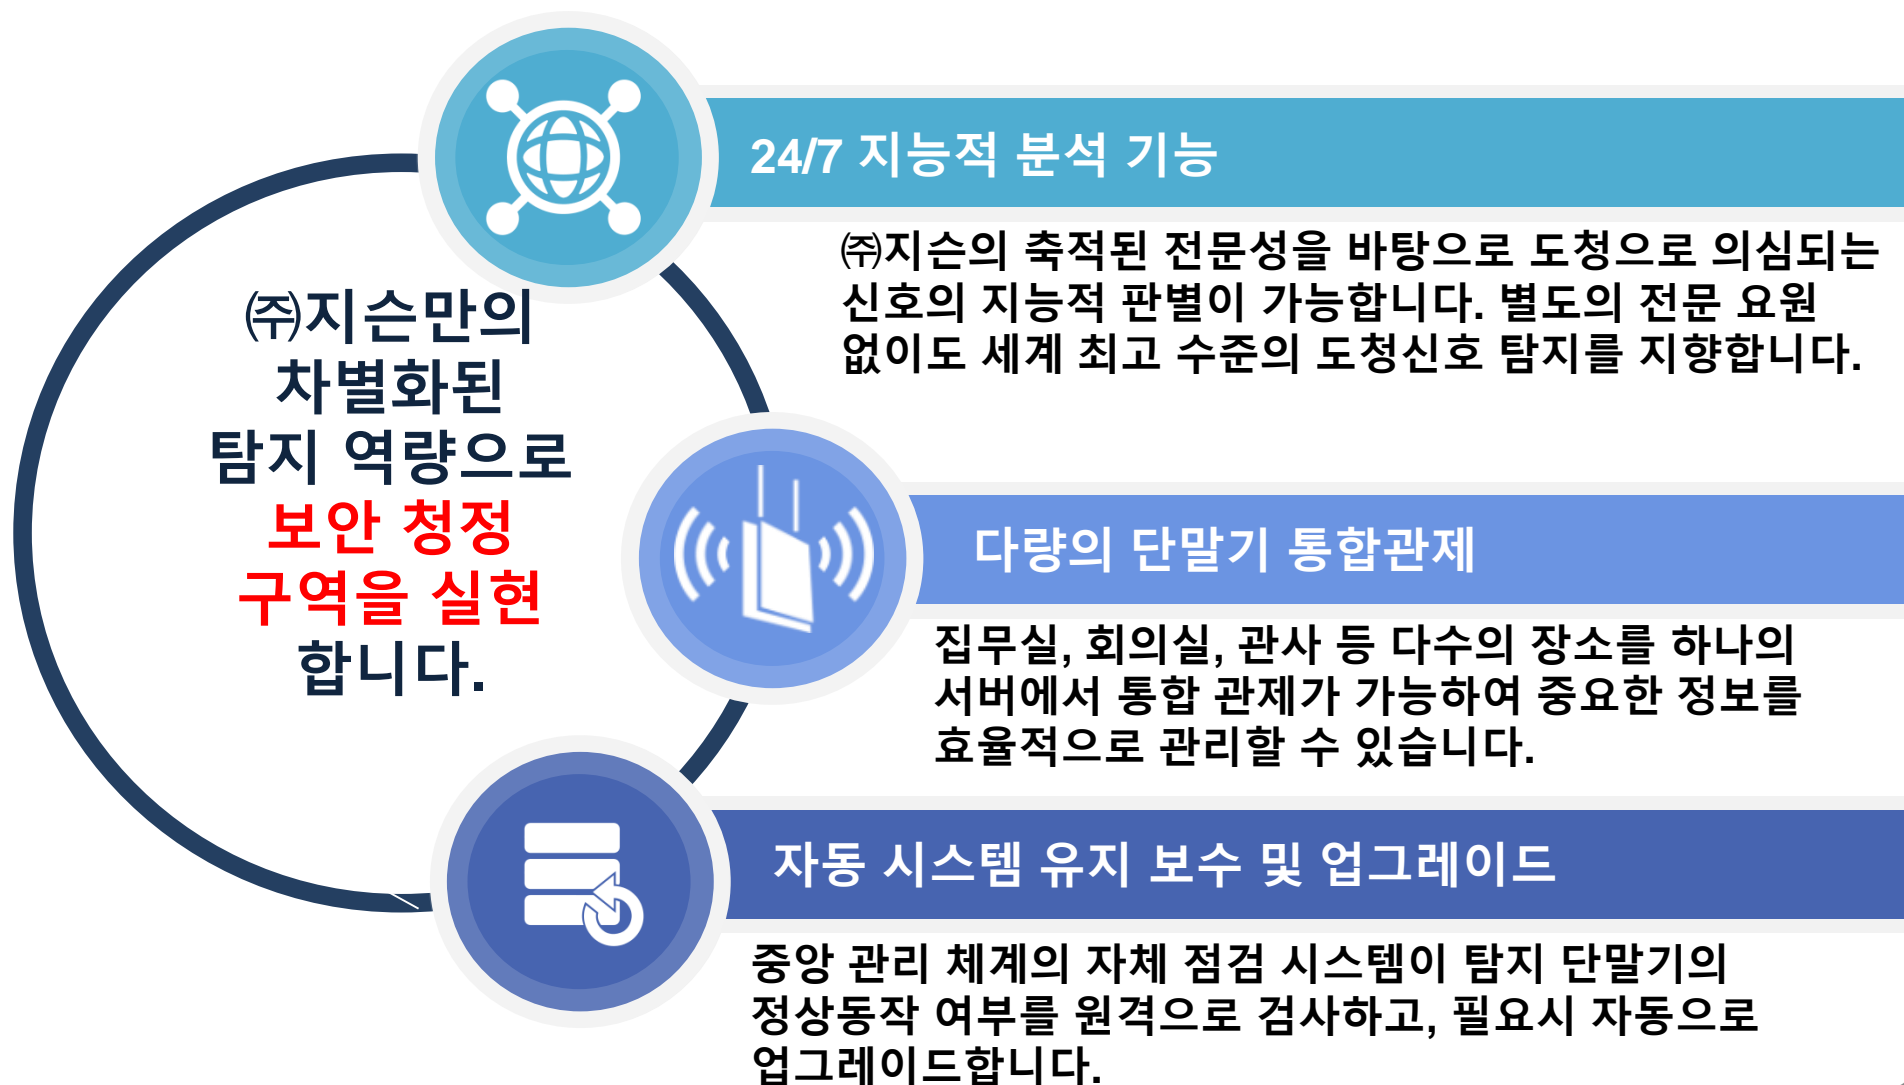 ㈜지슨만의
차별화된
탐지 역량으로
보안 청정
구역을 실현
합니다.
24/7 지능적 분석 기능
㈜지슨의 축적된 전문성을 바탕으로 도청으로 의심되는
신호의 지능적 판별이 가능합니다. 별도의 전문 요원
없이도 세계 최고 수준의 도청신호 탐지를 지향합니다.
다량의 단말기 통합관제
집무실, 회의실, 관사 등 다수의 장소를 하나의
서버에서 통합 관제가 가능하여 중요한 정보를
효율적으로 관리할 수 있습니다.
자동 시스템 유지 보수 및 업그레이드
중앙 관리 체계의 자체 점검 시스템이 탐지 단말기의
정상동작 여부를 원격으로 검사하고, 필요시 자동으로
업그레이드합니다.